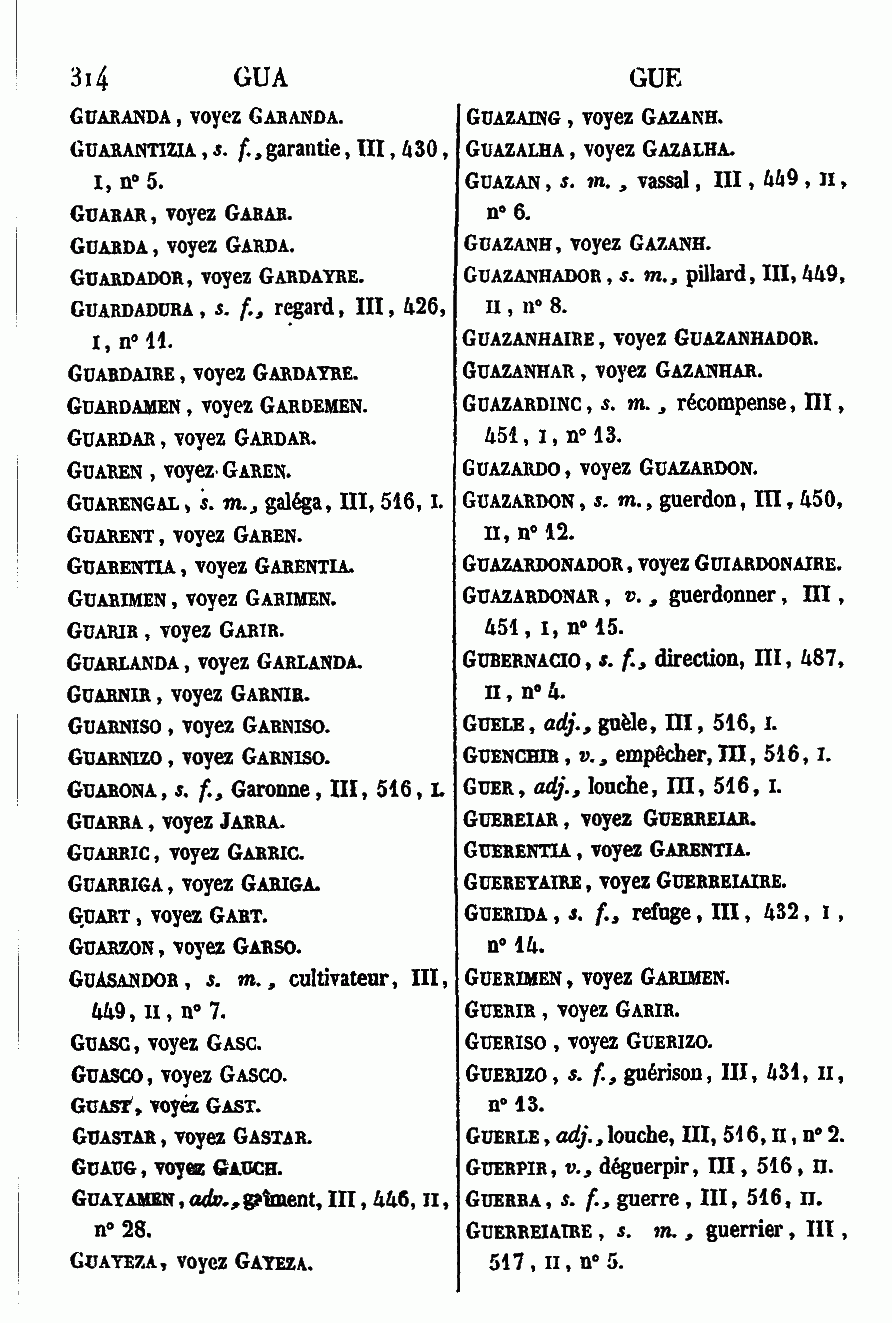 314 GUA GUE
GUARANDA, voyez GARANDA.
GUARANTIZIA, s. f., garantie, III, 430,
I, n° 5.
GUARAR, voyez GARAR.
GUARDA, voyez GARDA.
GUARDADOR, voyez GARDAYRE.
GUARDADURA, s. f., regard, III, 426,
I, n° 11.
GUARDAIRE, voyez GARDAYRE.
GUARDAMEN, voyez GARDEMEN.
GUARDAR, voyez GARDAR.
GUAREN, voyez GAREN.
GUARENGAL, s. m., galéga, III, 516, I.
GUARENT, voyez GAREN.
GUARENTIA, voyez GARENTIA.
GUARIMEN, voyez GARIMEN.
GUARIR, voyez GARIR.
GUARLANDA, voyez GARLANDA.
GUARNIR, voyez GARNIR.
GUARNISO, voyez GARNISO.
GUARNIZO, voyez GARNISO.
GUARONA, s. f., Garonne, III, 516, I.
GUARRA, voyez JARRA.
GUARRIC, voyez GARRIC.
GUARRIGA, voyez GARIGA.
GUART, voyez GART.
GUARZON, voyez GARSO.
GUASANDOR, s. m., cultivateur, III,
449, II, n° 7.
GUASC, voyez GASC.
GUASCO, voyez GASCO.
GUAST, voyez GAST.
GUASTAR, voyez GASTAR.
GUAUG, voyez GAUCH.
GUAYAMEN, adv., gaîment, III, 446, II,
n° 28.
GUAYEZA, voyez GAYEZA.
GUAZAING, voyez GAZANH.
GUAZALHA, voyez GAZALHA.
GUAZAN, s. m., vassal, III, 449, II,
n° 6.
GUAZANH, voyez GAZANH.
GUAZANHADOR, s. m., pillard, III, 449,
II, n° 8.
GUAZANHAIRE, voyez GUAZANHADOR.
GUAZANHAR, voyez GAZANHAR.
GUAZARDINC, s. m., récompense, III,
451, I, n° 13.
GUAZARDO, voyez GUAZARDON.
GUAZARDON, s. m., guerdon, III, 450,
II, n° 12.
GUAZARDONADOR, voyez GUIARDONAIRE.
GUAZARDONAR, v., guerdonner, III,
451, I, n° 15.
GUBERNACIO, s. f., direction, III, 487,
II, n° 4.
GUELE, adj., guèle, III, 516, I.
GUENCHIR, v., empêcher, III, 516, I.
GUER, adj., louche, III, 516, I.
GUEREIAR, voyez GUERREIAR.
GUERENTIA, voyez GARENTIA.
GUEREYAIRE, voyez GUERREIAIRE.
GUERIDA, s. f., refuge, III, 432, I,
n° 14.
GUERIMEN, voyez GARIMEN.
GUERIR, voyez GARIR.
GUERISO, voyez GUERIZO.
GUERIZO, s. f., guérison, III, 431, II,
n° 13.
GUERLE, adj., louche, III, 516, II, n° 2.
GUERPIR, v., déguerpir, III, 516, II.
GUERRA, s. f., guerre, III, 516, II.
GUERREIAIRE, s. m., guerrier, III,
517, II, n° 5.